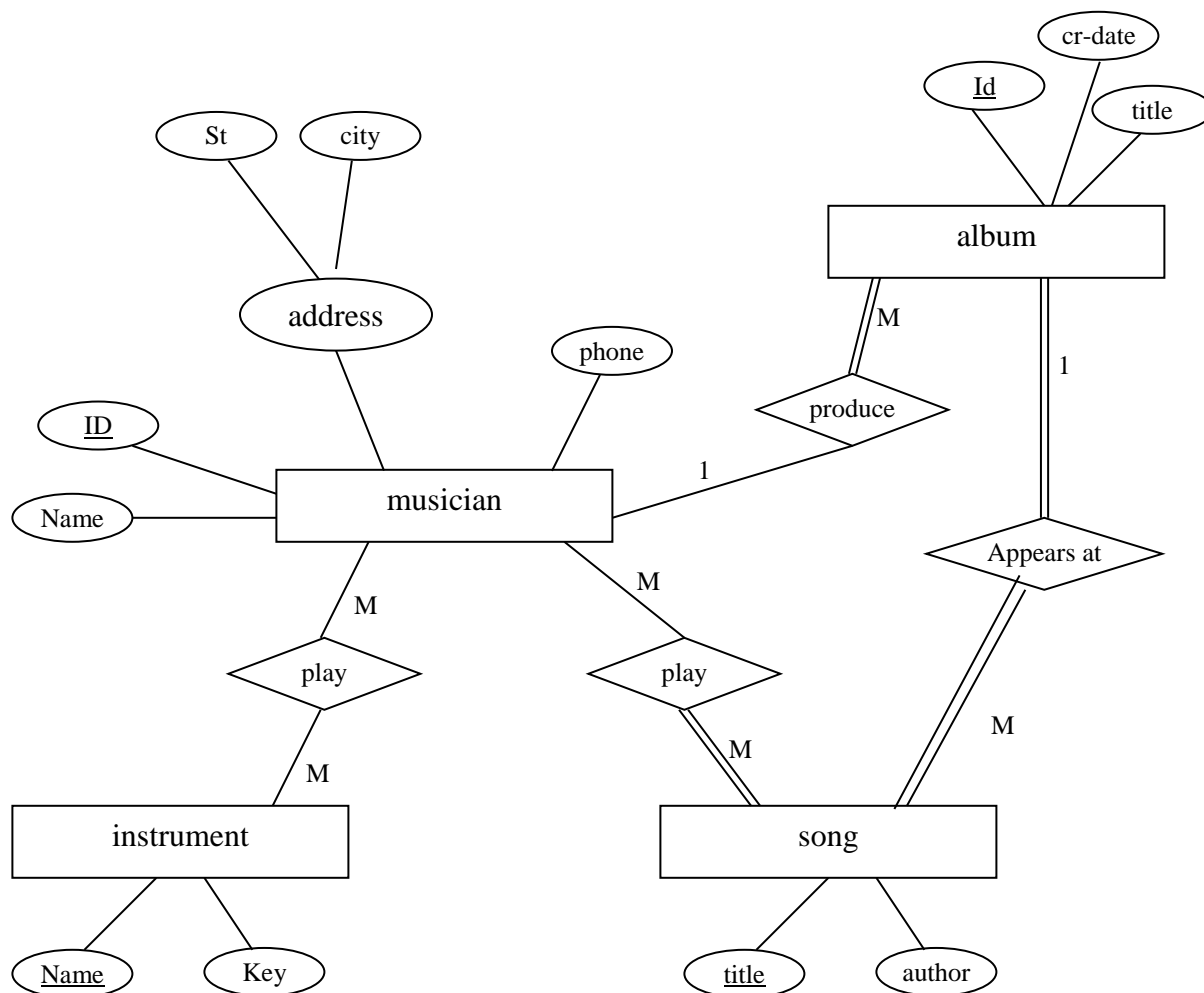 cr-date
Id
title
St
city
album
address
M
phone
1
produce
ID
1
musician
Name
Appears at
M
M
play
play
M
M
M
instrument
song
Name
Key
title
author